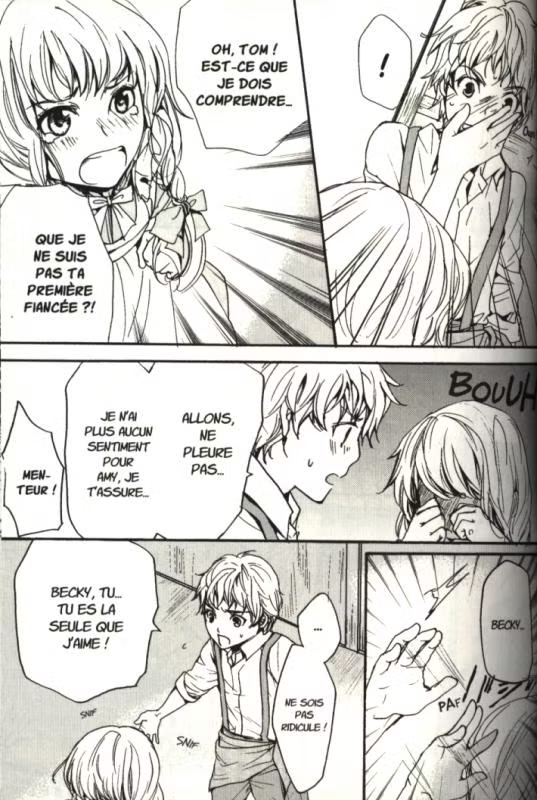 OH, TOM !
EST-CE QUE
JE DOIS
COMPRENDRE...
!
QUE JE
NE SUIS
PAS TA
PREMIÈRE
FIANCÉE ?!
BOUUH
ALLONS,
NE
PLEURE
PAS...
JE N'AI
PLUS AUCUN
SENTIMENT
POUR
AMY, JE
T'ASSURE...
MEN-
TEUR !
BECKY...
PAF
...
NE SOIS
PAS
RIDICULE !
BECKY, TU...
TU ES LA
SEULE QUE
J'AIME !
SNIF
SNIF